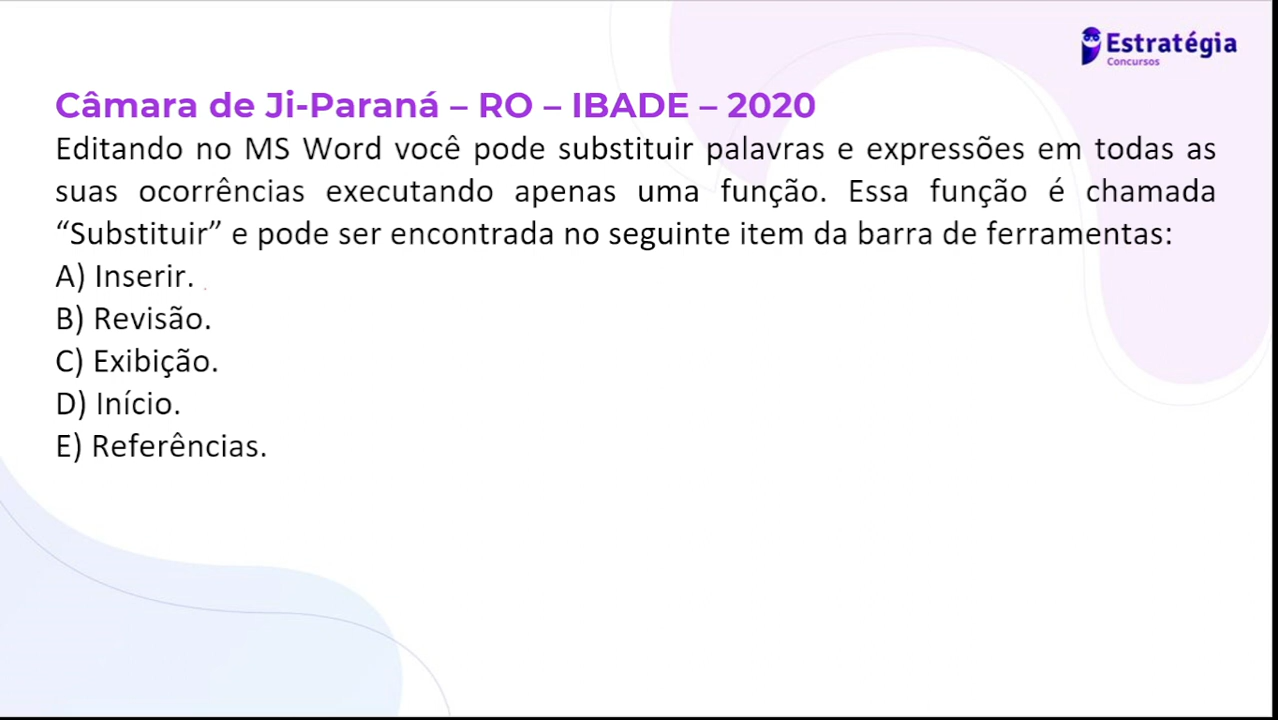 Estratégia
Concursos
Câmara de Ji-Paraná – RO – IBADE – 2020
Editando no MS Word você pode substituir palavras e expressões em todas as
suas ocorrências executando apenas uma função. Essa função é chamada
“Substituir” e pode ser encontrada no seguinte item da barra de ferramentas:
A) Inserir.
B) Revisão.
C) Exibição.
D) Início.
E) Referências.